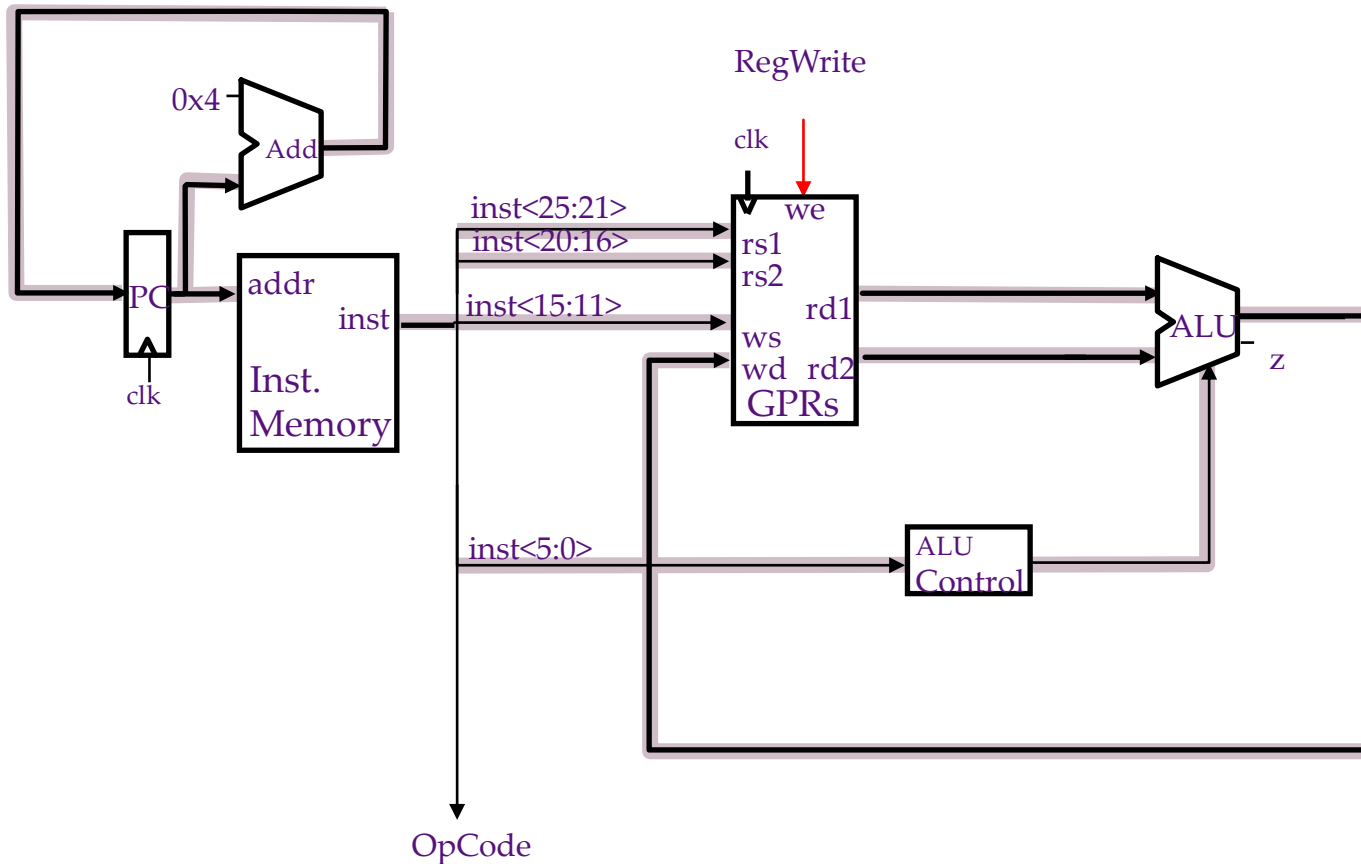 RegWrite
0x4
Add
clk
inst<25:21>
we
inst<20:16>
rs1
rs2
PC
addr
inst
inst<15:11>
rd1
ws
ALU
wd
rd2
z
clk
Inst.
Memory
GPRs
inst<5:0>
ALU
Control
OpCode